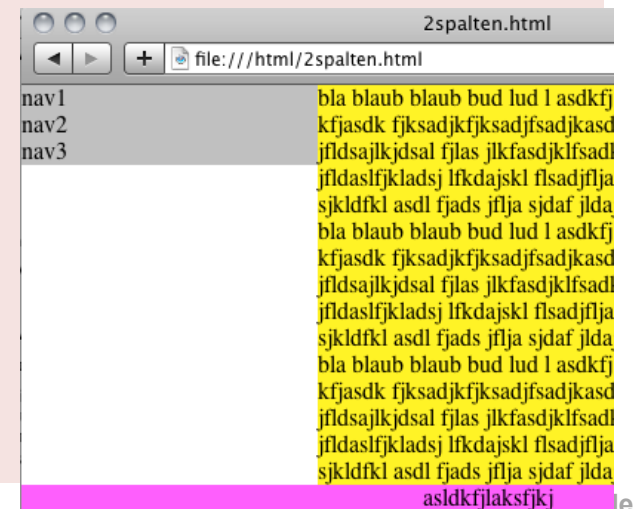 2spalten.html
file:///html/2spalten.html
nav1
nav2
nav3
bla blaub blaub bud lud l asdkfj
kfjasdk fjksadjkfjksadjfsadjkasd
jfldsajlkjdsal fjlas jlkfasdjklfsadl
jfldaslfjkladsj lfkdajskl flsadjflja
sjkldfkl asdl fjads jflja sjdaf jlda
bla blaub blaub bud lud l asdkfj
kfjasdk fjksadjkfjksadjfsadjkasd
jfldsajlkjdsal fjlas jlkfasdjklfsadl
jfldaslfjkladsj lfkdajskl flsadjflja
sjkldfkl asdl fjads jflja sjdaf jlda
bla blaub blaub bud lud l asdkfj
kfjasdk fjksadjkfjksadjfsadjkasd
jfldsajlkjdsal fjlas jlkfasdjklfsadl
jfldaslfjkladsj lfkdajskl flsadjflja
sjkldfkl asdl fjads jflja sjdaf jlda
asldkfjlaksfjkj
le